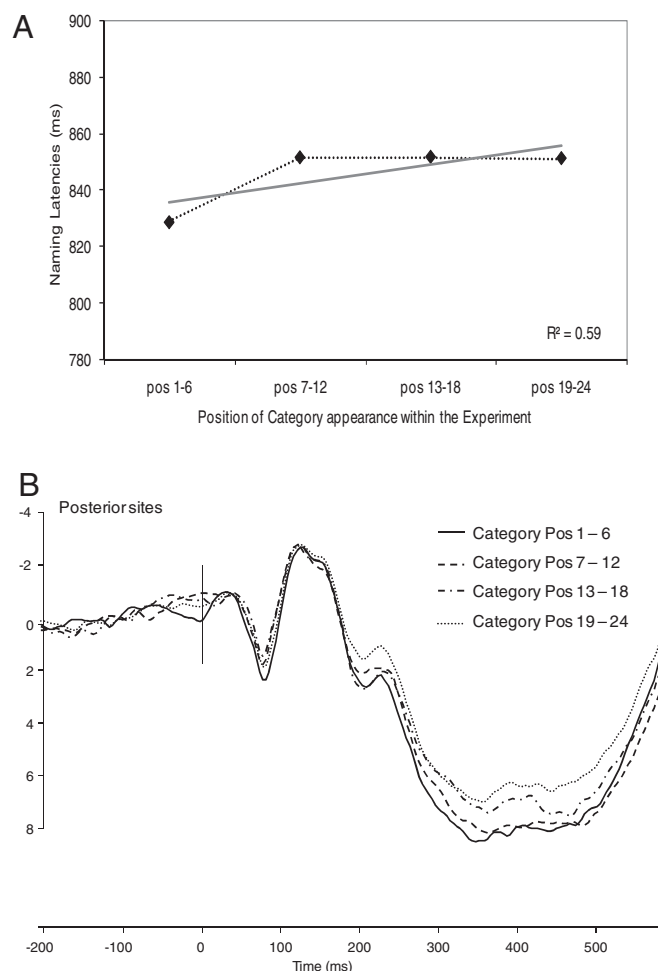 A
Naming Latencies (ms)
900
880
860
840
820
800
780
R² = 0.59
pos 1-6 pos 7-12 pos 13-18 pos 19-24
Position of Category appearance within the Experiment
B
Posterior sites
-4
-2
0
2
4
6
8
Category Pos 1 – 6
Category Pos 7 – 12
Category Pos 13 – 18
Category Pos 19 – 24
-200 -100 0 100 200 300 400 500
Time (ms)